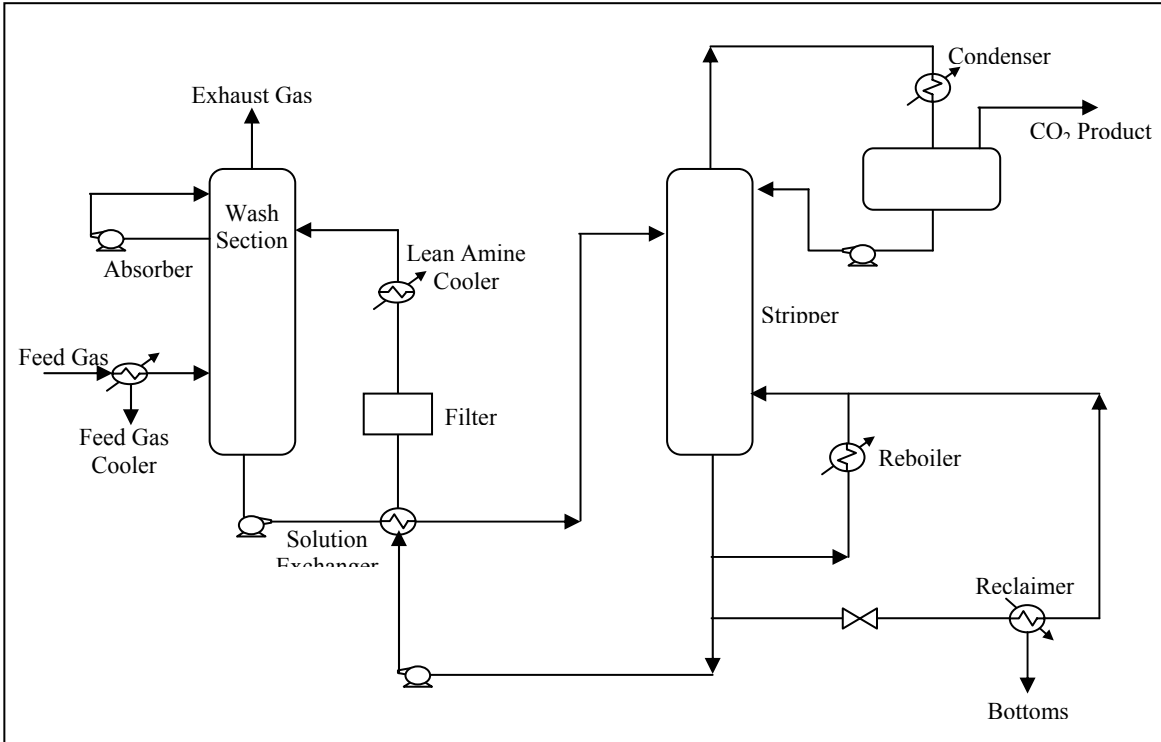 Condenser
Exhaust Gas
CO₂ Product
Wash
Section
Absorber
Lean Amine
Cooler
Stripper
Feed Gas
Feed Gas
Cooler
Filter
Reboiler
Solution
Exchanger
Reclaimer
Bottoms